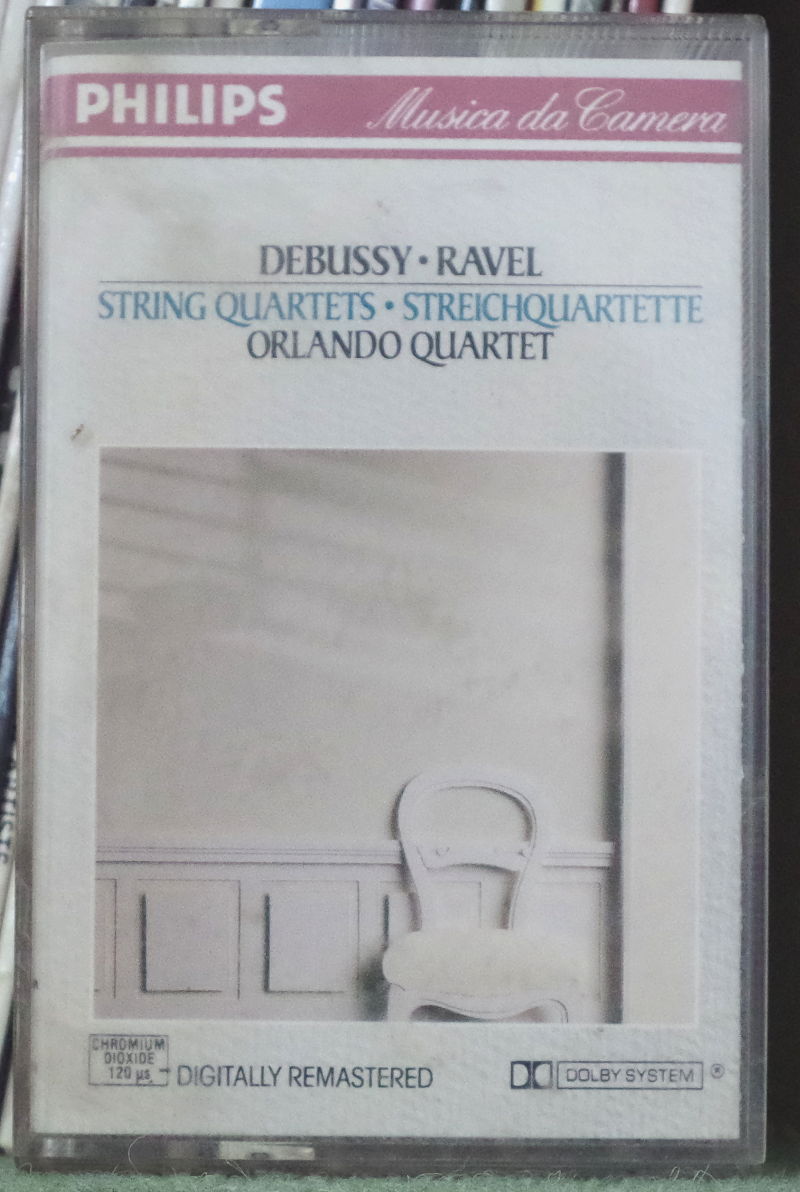 PHILIPS Musica da Camera
DEBUSSY • RAVEL
STRING QUARTETS • STREICHQUARTETTE
ORLANDO QUARTET
CHROMIUM
DIOXIDE
120 µs
DIGITALLY REMASTERED
DOLBY SYSTEM ®